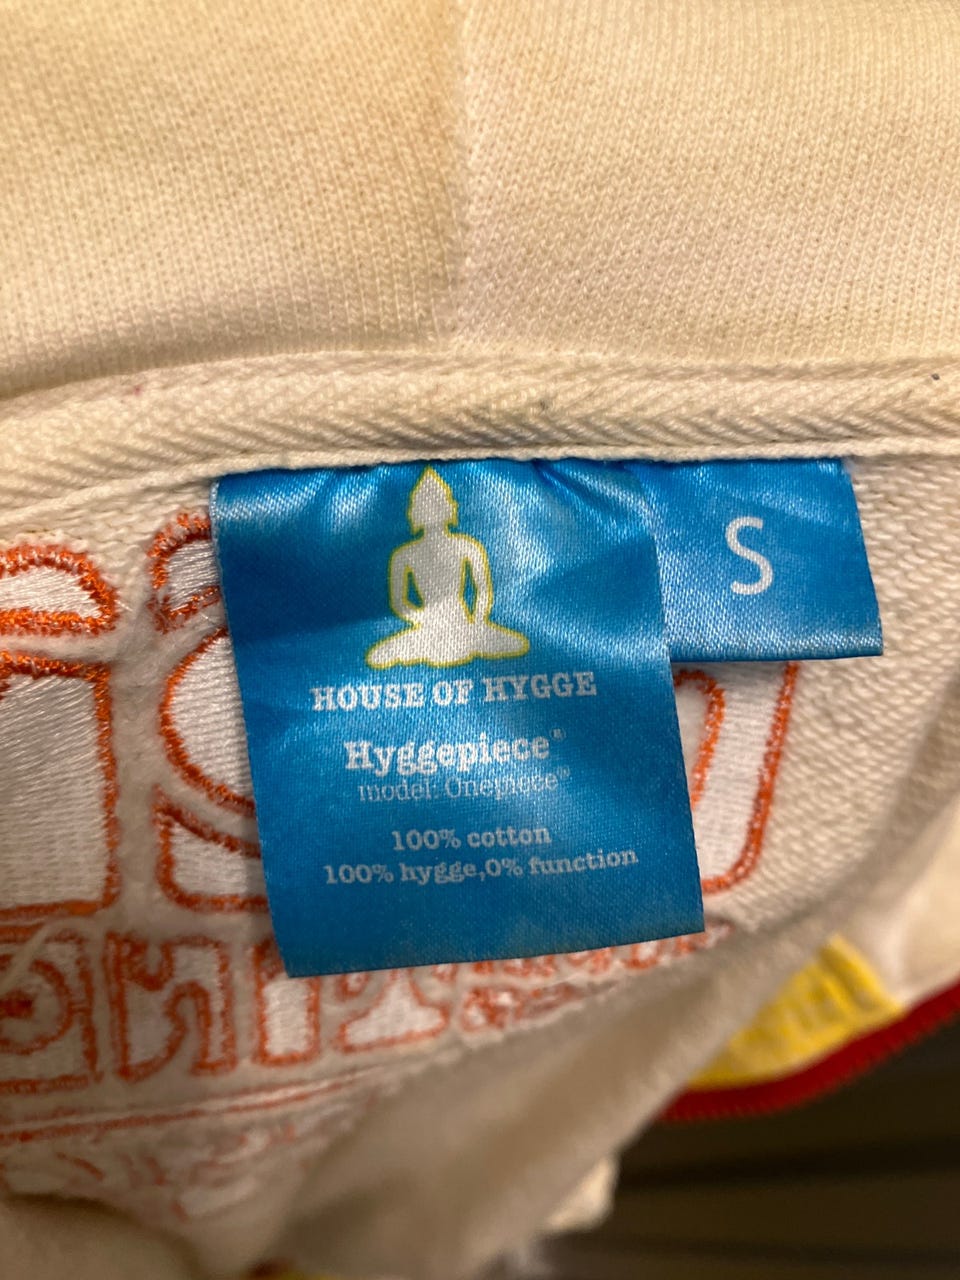 S
HOUSE OF HYGGE
Hyggepiece®
model: Onepiece®
100% cotton
100% hygge,0% function